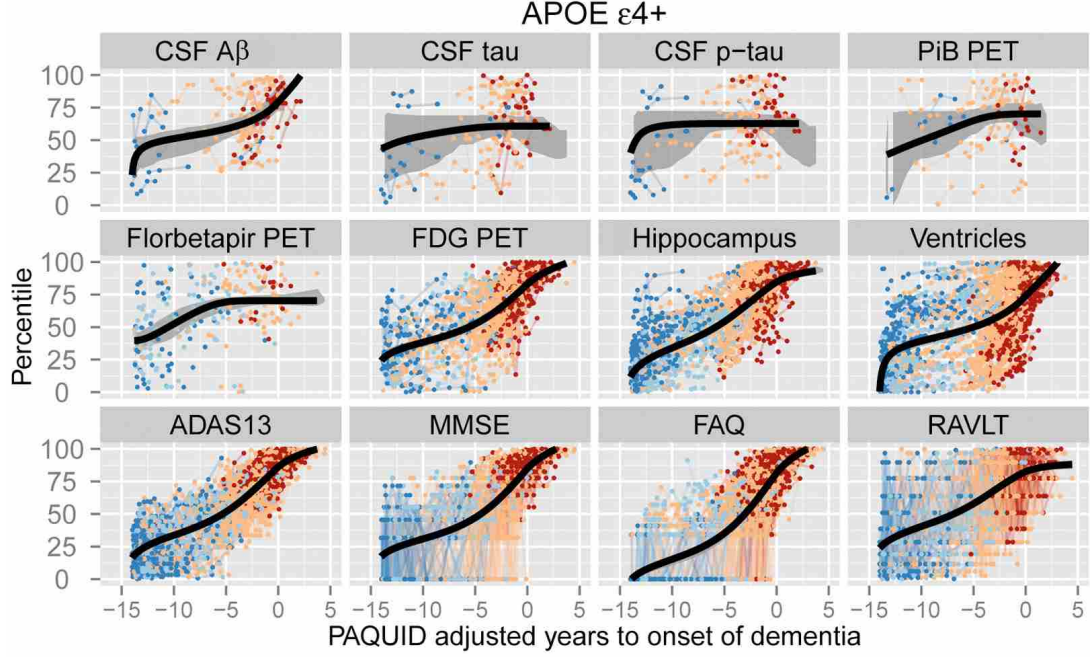 APOE ε4+
CSF Aβ CSF tau CSF p−tau PiB PET
100
75
50
25
0
Florbetapir PET FDG PET Hippocampus Ventricles
100
75
50
25
0
ADAS13 MMSE FAQ RAVLT
100
75
50
25
0
Percentile
−15 −10 −5 0 5 −15 −10 −5 0 5 −15 −10 −5 0 5 −15 −10 −5 0 5
PAQUID adjusted years to onset of dementia